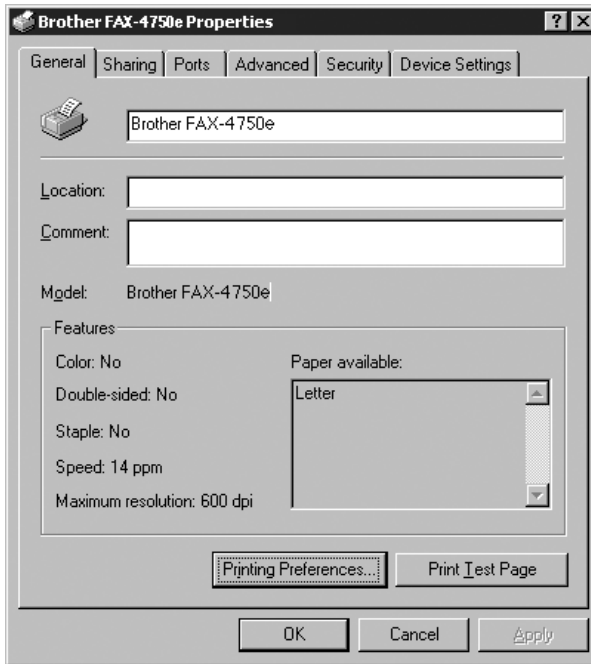 Brother FAX-4750e Properties
? X
General Sharing Ports Advanced Security Device Settings
Brother FAX-4750e
Location:
Comment:
Model: Brother FAX-4750e
Features
Color: No
Paper available:
Double-sided: No
Letter
Staple: No
Speed: 14 ppm
Maximum resolution: 600 dpi
Printing Preferences... Print Test Page
OK Cancel Apply